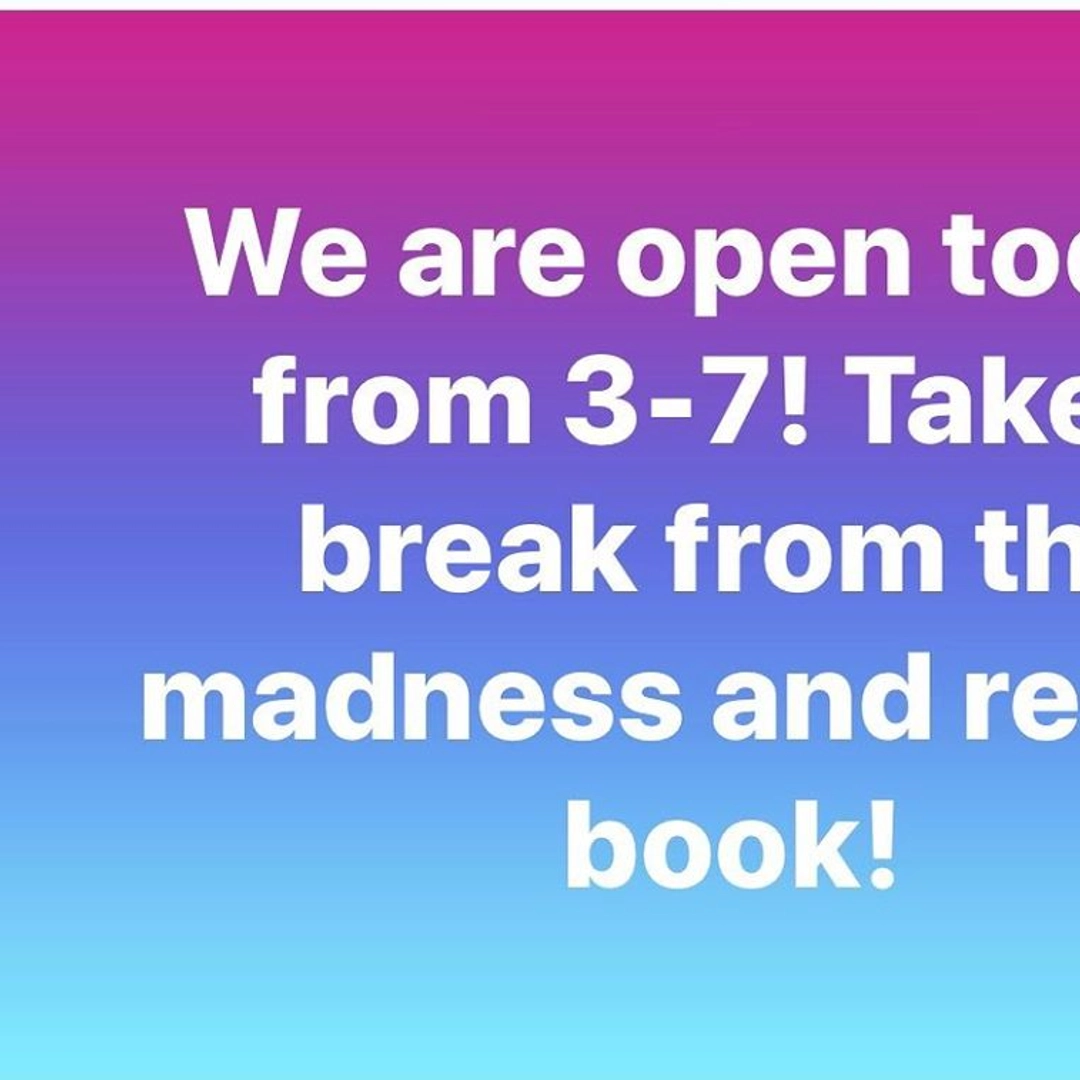 We are open
from 3-7! Take
break from
madness and
book!